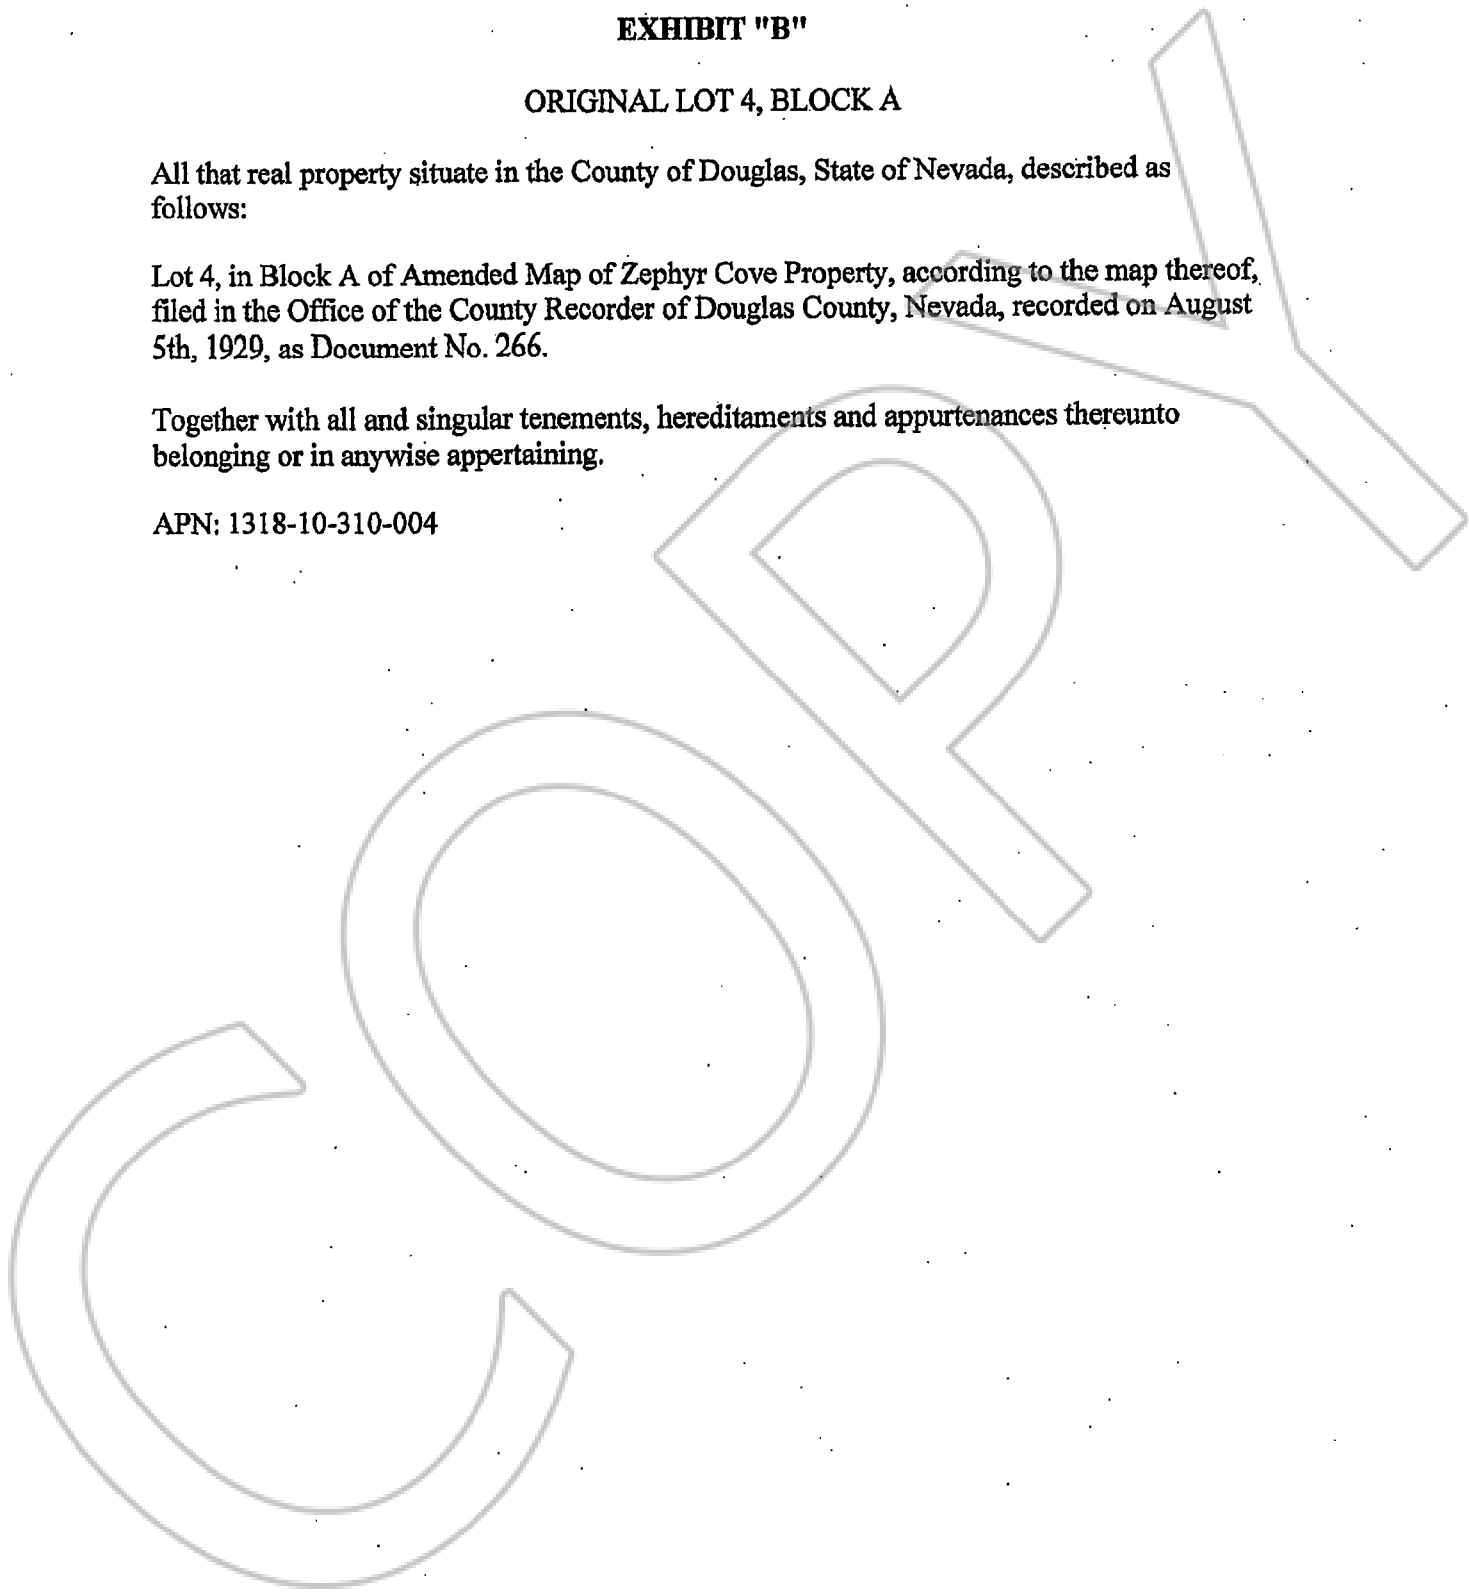 EXHIBIT "B"
ORIGINAL LOT 4, BLOCK A
All that real property situate in the County of Douglas, State of Nevada, described as
follows:
Lot 4, in Block A of Amended Map of Zephyr Cove Property, according to the map thereof,
filed in the Office of the County Recorder of Douglas County, Nevada, recorded on August
5th, 1929, as Document No. 266.
Together with all and singular tenements, hereditaments and appurtenances thereunto
belonging or in anywise appertaining.
APN: 1318-10-310-004
COPY